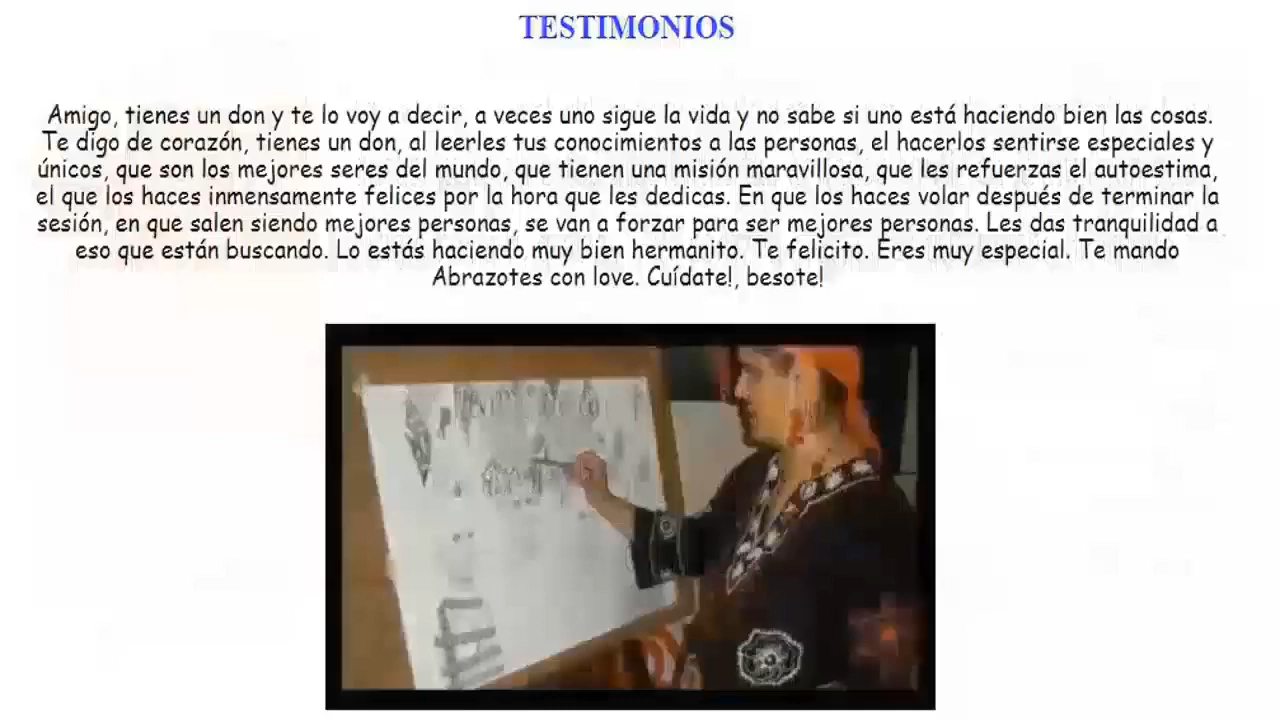 TESTIMONIOS
Amigo, tienes un don y te lo voy a decir, a veces uno sigue la vida y no sabe si uno está haciendo bien las cosas.
Te digo de corazón, tienes un don, al leerles tus conocimientos a las personas, el hacerlos sentirse especiales y
únicos, que son los mejores seres del mundo, que tienen una misión maravillosa, que les refuerzas el autoestima,
el que los haces inmensamente felices por la hora que les dedicas. En que los haces volar después de terminar la
sesión, en que salen siendo mejores personas, se van a forzar para ser mejores personas. Les das tranquilidad a
eso que están buscando. Lo estás haciendo muy bien hermanito. Te felicito. Eres muy especial. Te mando
Abrazotes con love. Cuídate!, besote!